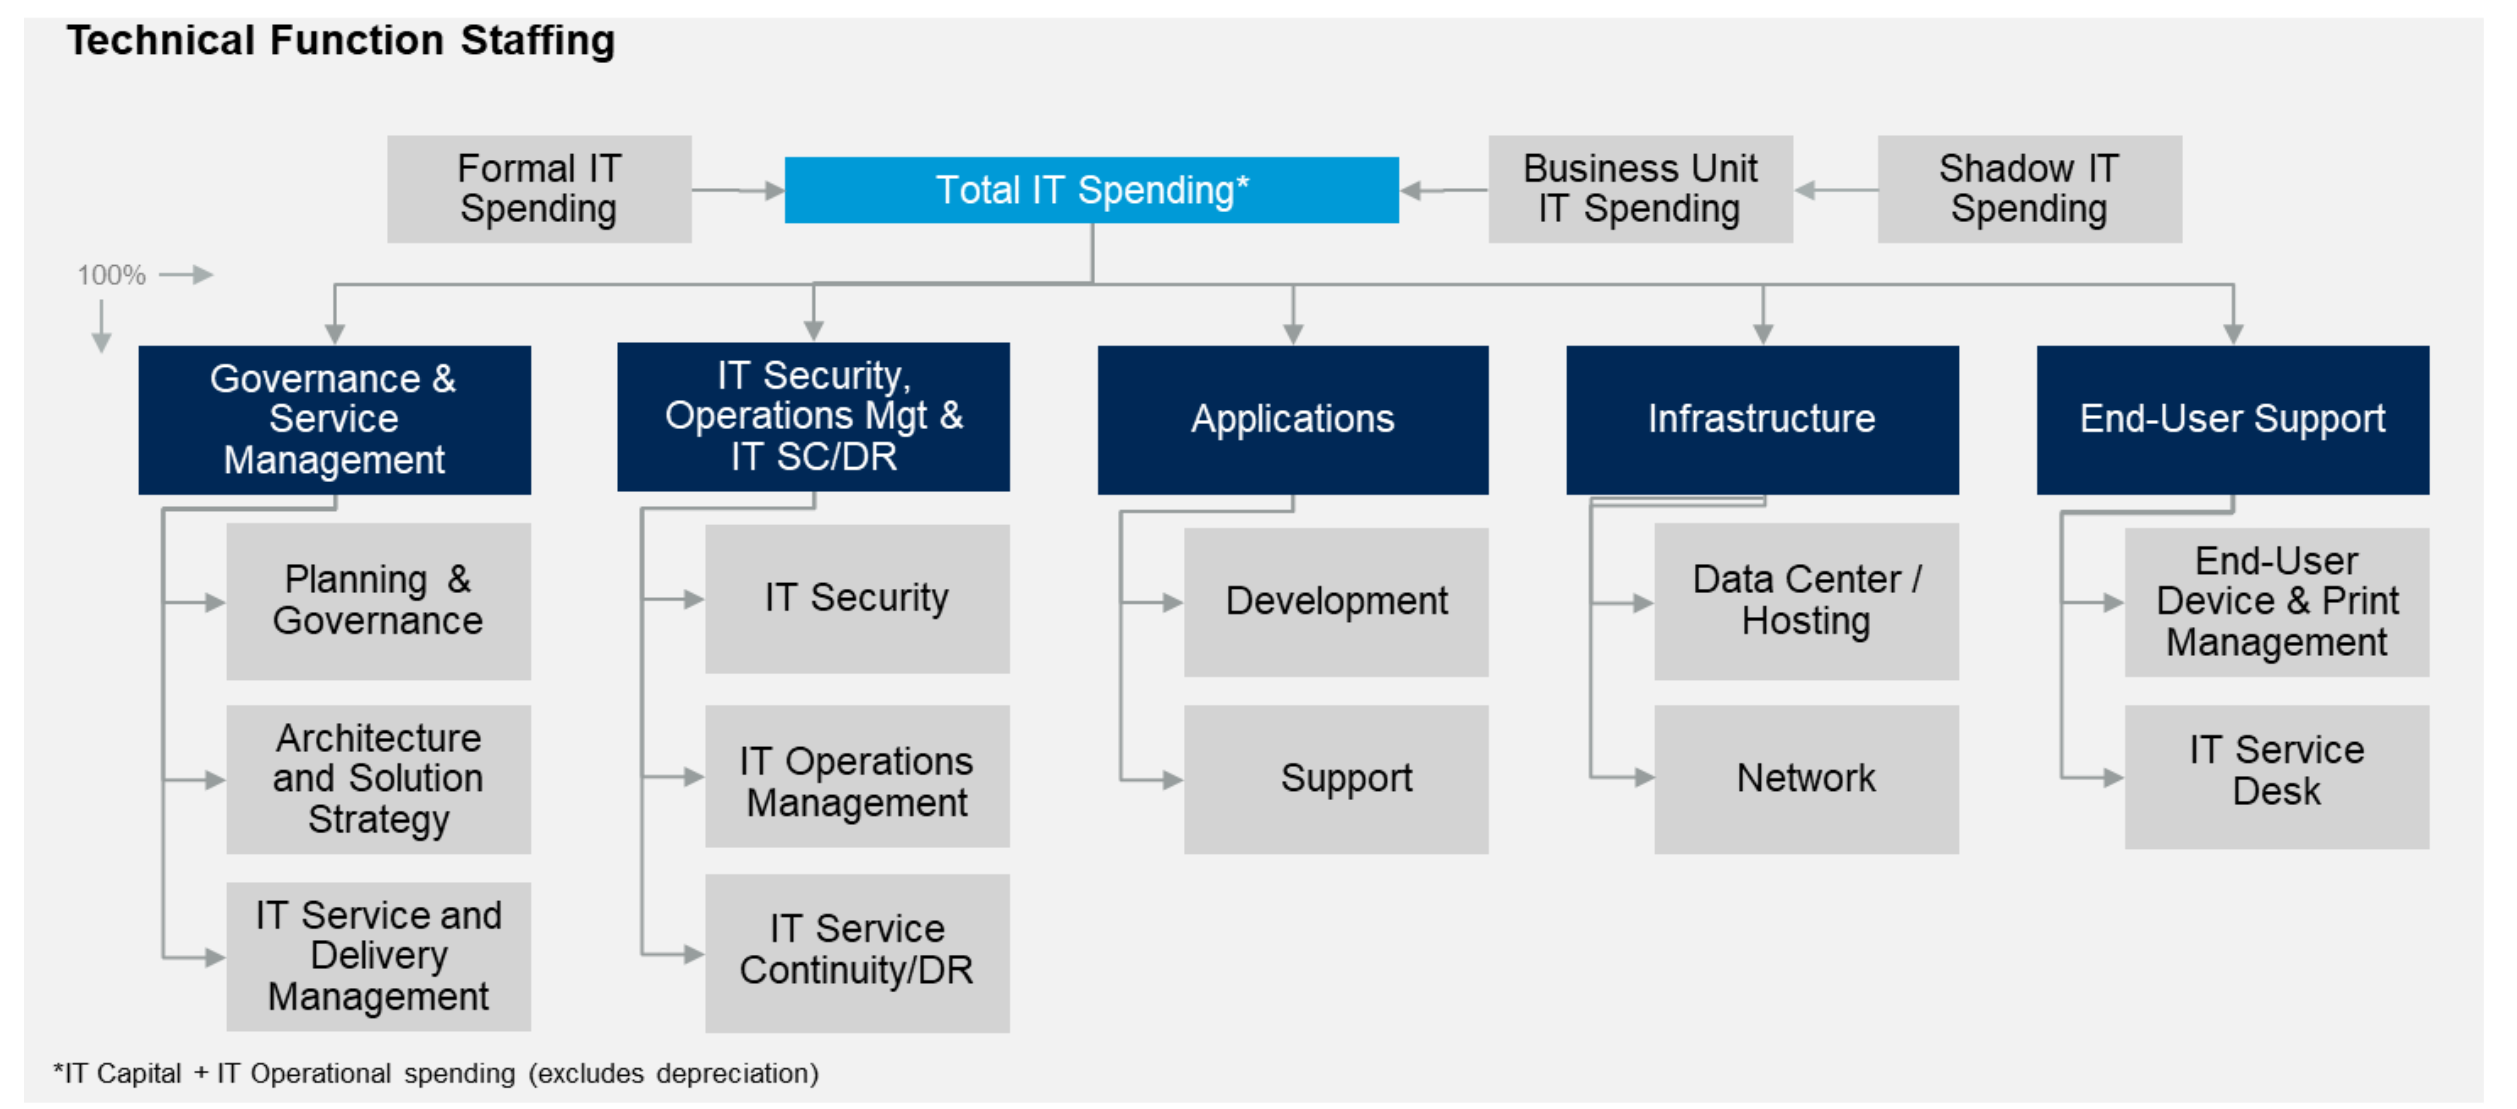 Technical Function Staffing
Formal IT
Spending
Total IT Spending*
Business Unit
IT Spending
Shadow IT
Spending
100%
Governance &
Service
Management
IT Security,
Operations Mgt &
IT SC/DR
Applications
Infrastructure
End-User Support
Planning &
Governance
Architecture
and Solution
Strategy
IT Service and
Delivery
Management
IT Security
IT Operations
Management
IT Service
Continuity/DR
Development
Support
Data Center /
Hosting
Network
End-User
Device & Print
Management
IT Service
Desk
*IT Capital + IT Operational spending (excludes depreciation)